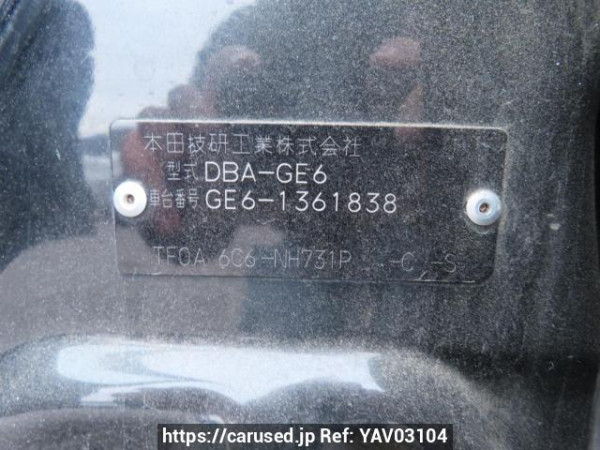 本田技研工業株式会社
型式 DBA-GE6
車台番号 GE6-1361838
6C6-NH731P -C -S
https://carused.jp Ref: YAV03104